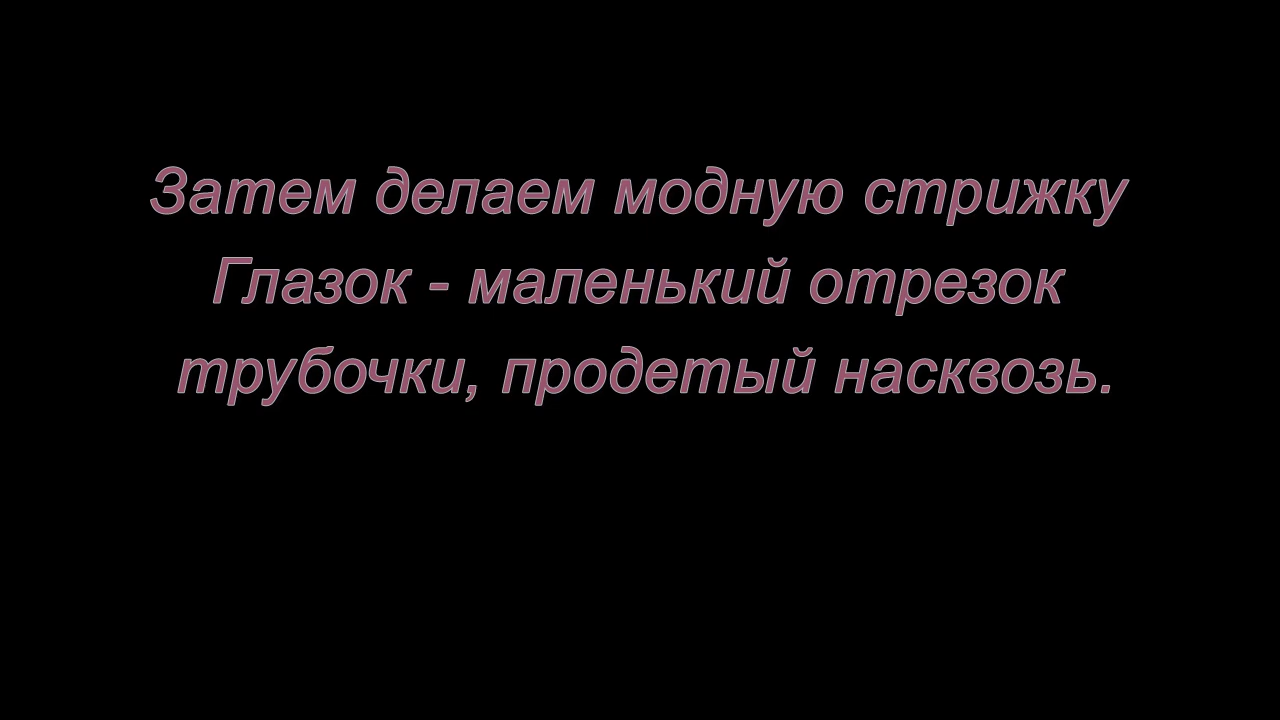 Затем делаем модную стрижку
Глазок - маленький отрезок
трубочки, продетый насквозь.